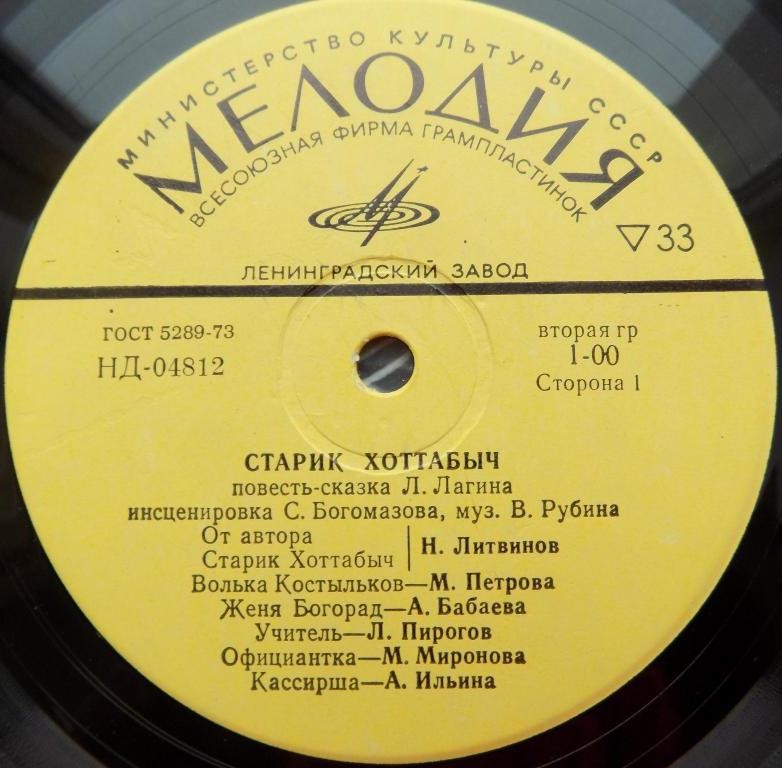 МИНИСТЕРСТВО КУЛЬТУРЫ СССР
МЕЛОДИЯ
ВСЕСОЮЗНАЯ ФИРМА ГРАМПЛАСТИНОК
▽33
ЛЕНИНГРАДСКИЙ ЗАВОД
ГОСТ 5289-73
НД-04812
вторая гр
1-00
Сторона 1
СТАРИК ХОТТАБЫЧ
повесть-сказка Л. Лагина
инсценировка С. Богомазова, муз. В. Рубина
От автора
Старик Хоттабыч
Н. Литвинов
Волька Костыльков—М. Петрова
Женя Богорад—А. Бабаева
Учитель—Л. Пирогов
Официантка—М. Миронова
Кассирша—А. Ильина